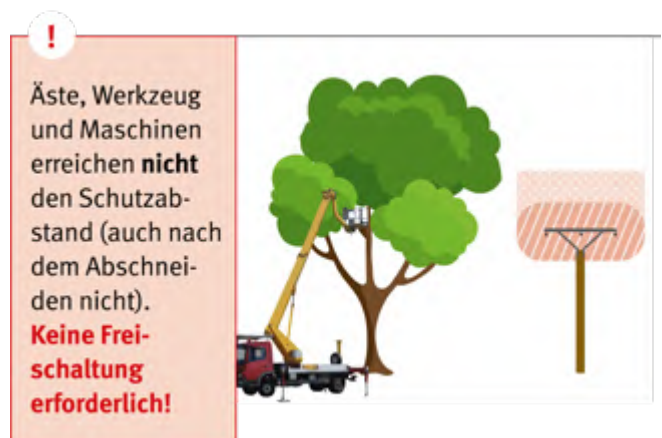 !
Äste, Werkzeug
und Maschinen
erreichen nicht
den Schutzab-
stand (auch nach
dem Abschnei-
den nicht).
Keine Frei-
schaltung
erforderlich!